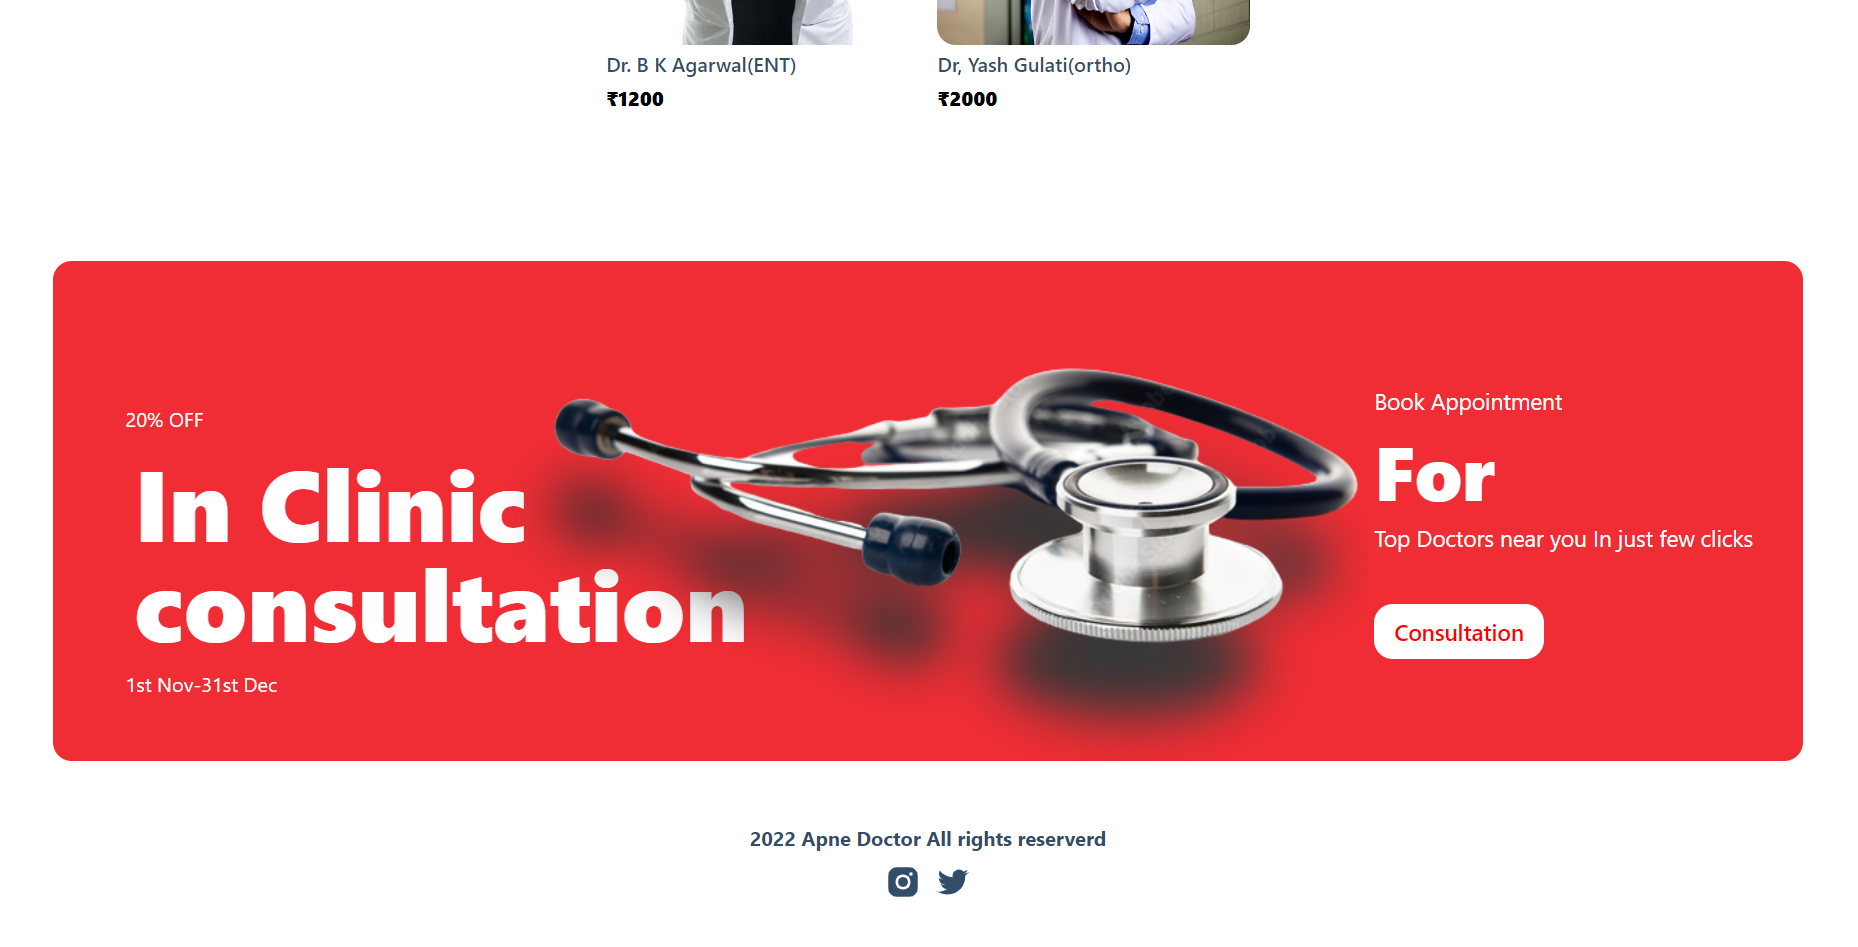 Dr. B K Agarwal(ENT)
₹1200
Dr, Yash Gulati(ortho)
₹2000
20% OFF
In Clinic
consultation
1st Nov-31st Dec
Book Appointment
For
Top Doctors near you In just few clicks
Consultation
2022 Apne Doctor All rights reserverd